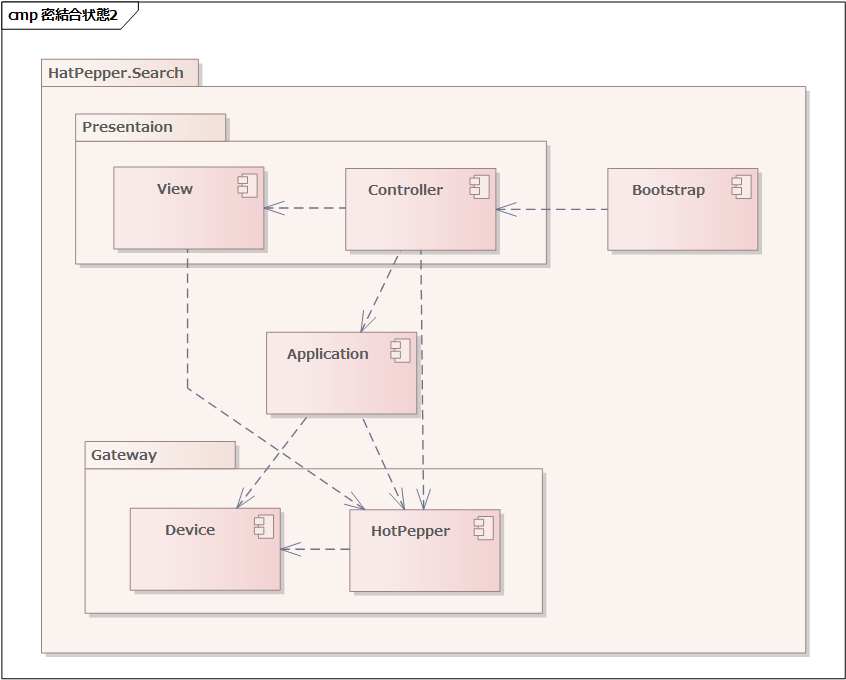 cmp 密結合状態2
HatPepper.Search
Presentaion
View
Controller
Bootstrap
Application
Gateway
Device
HotPepper